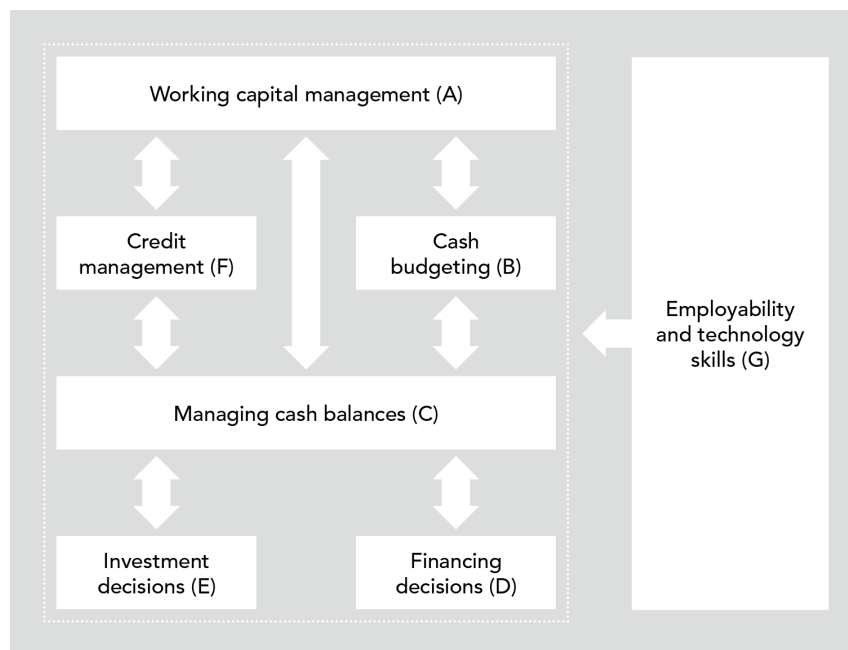 Working capital management (A)
Credit
management (F)
Cash
budgeting (B)
Employability
and technology
skills (G)
Managing cash balances (C)
Investment
decisions (E)
Financing
decisions (D)